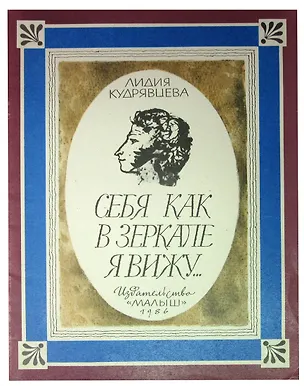 ЛИДИЯ
КУДРЯВЦЕВА
СЕБЯ КАК
В ЗЕРКАЛЕ
Я ВИЖУ...
Издательство
«МАЛЫШ»
1986